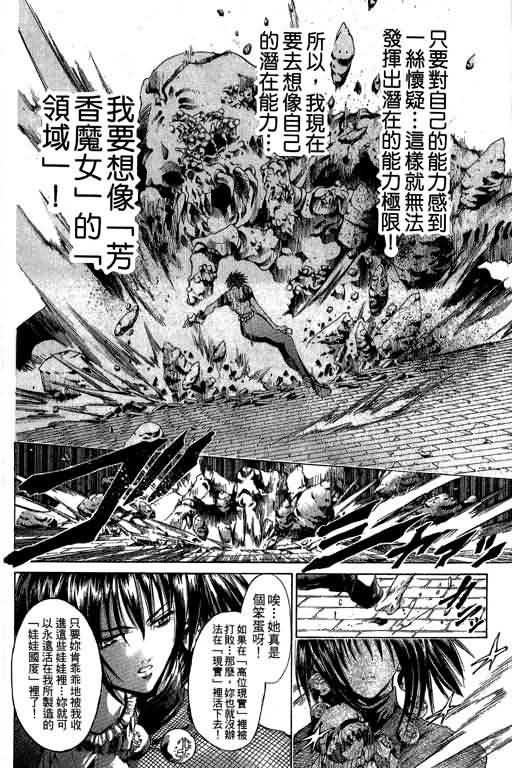 只要對自己的能力感到
一絲懷疑…這樣就無法
發揮出潛在的能力極限！
所以，我現在
要去想像自己
的潛在能力…
我要想像「芳
香魔女」的「
領域」！
唉…她真是
個笨蛋呀！
如果在「高位現實」裡被
打敗…那麼，妳也就沒辦
法在「現實」裡活下去！
只要妳肯乖乖地被我收
進這些娃娃裡…妳就可
以永遠活在我所製造的
「娃娃國度」裡了！